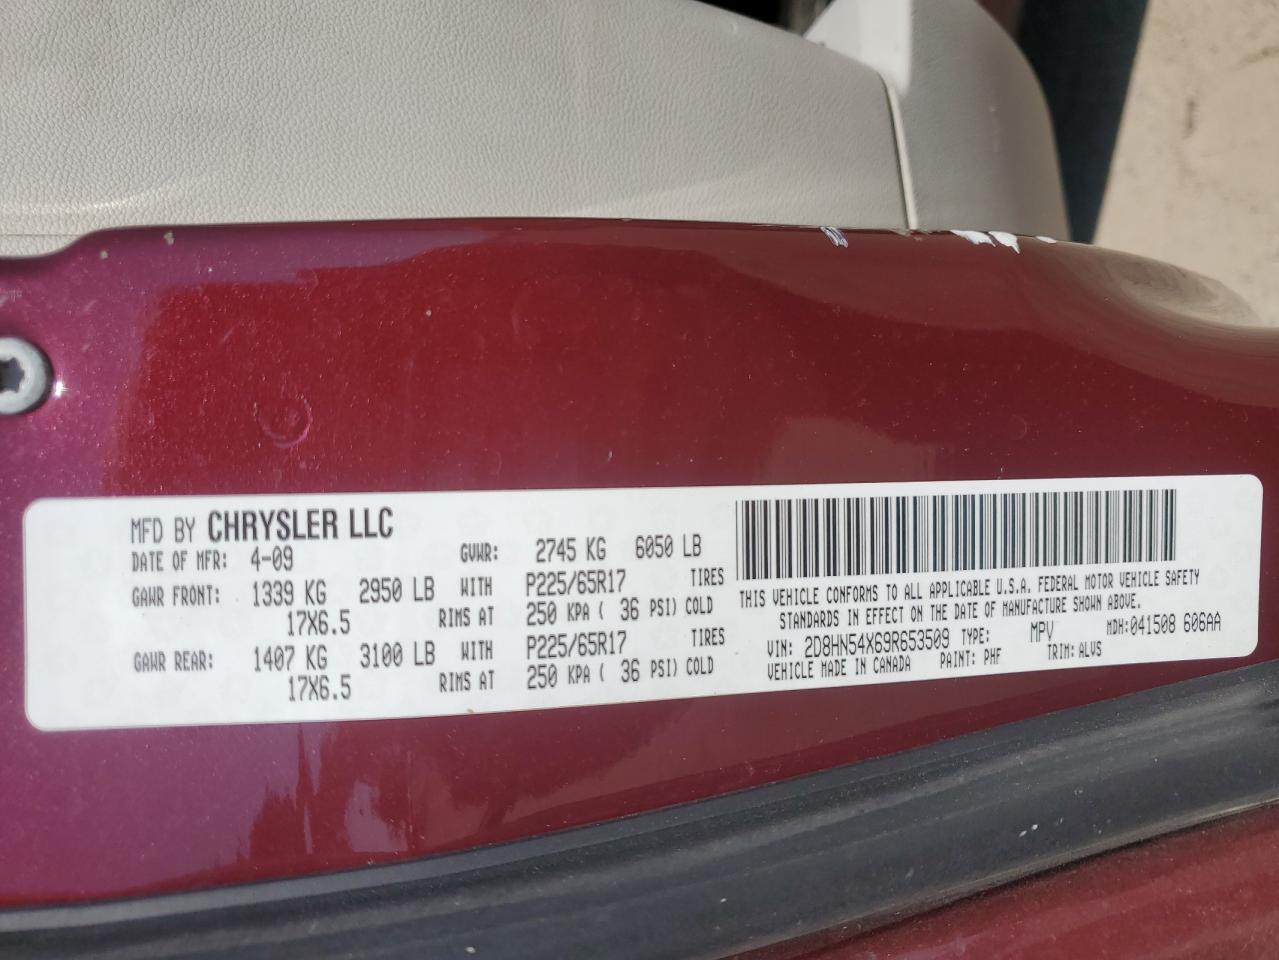 MFD BY CHRYSLER LLC
DATE OF MFR: 4-09 GVWR: 2745 KG 6050 LB
GAWR FRONT: 1339 KG 2950 LB WITH P225/65R17 TIRES
17X6.5 RIMS AT 250 KPA ( 36 PSI) COLD
GAWR REAR: 1407 KG 3100 LB WITH P225/65R17 TIRES
17X6.5 RIMS AT 250 KPA ( 36 PSI) COLD
THIS VEHICLE CONFORMS TO ALL APPLICABLE U.S.A. FEDERAL MOTOR VEHICLE SAFETY
STANDARDS IN EFFECT ON THE DATE OF MANUFACTURE SHOWN ABOVE.
VIN: 2D8HN54X69R653509 TYPE: MPV MDH:041508 606AA
VEHICLE MADE IN CANADA PAINT: PHF TRIM: ALVS